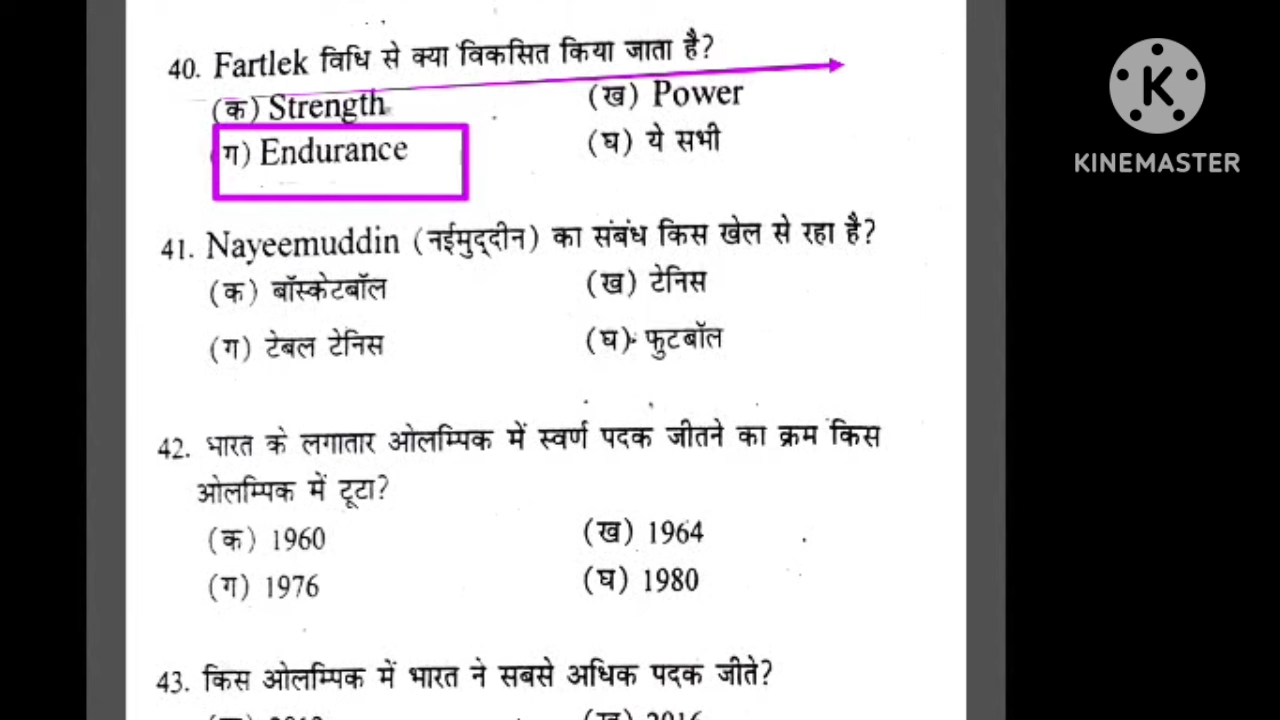 40. Fartlek विधि से क्या विकसित किया जाता है?
(क) Strength (ख) Power
(ग) Endurance (घ) ये सभी
41. Nayeemuddin (नईमुद्दीन) का संबंध किस खेल से रहा है?
(क) बॉस्केटबॉल (ख) टेनिस
(ग) टेबल टेनिस (घ) फुटबॉल
42. भारत के लगातार ओलम्पिक में स्वर्ण पदक जीतने का क्रम किस
ओलम्पिक में टूटा?
(क) 1960 (ख) 1964
(ग) 1976 (घ) 1980
43. किस ओलम्पिक में भारत ने सबसे अधिक पदक जीते?
K
KINEMASTER